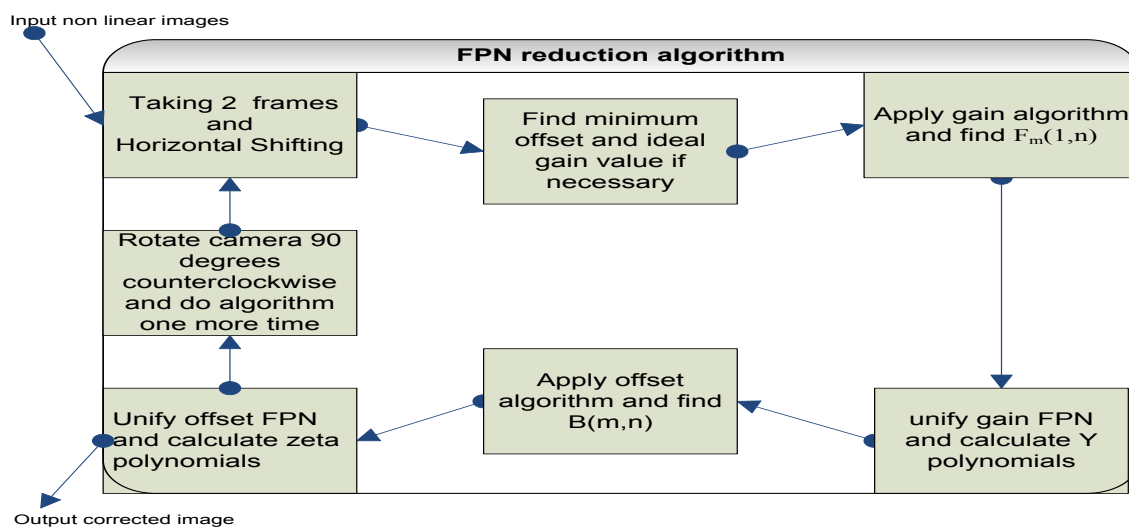 Input non linear images
FPN reduction algorithm
Taking 2 frames
and
Horizontal Shifting
Find minimum
offset and ideal
gain value if
necessary
Apply gain algorithm
and find Fₘ(1,n)
Rotate camera 90
degrees
counterclockwise
and do algorithm
one more time
Unify offset FPN
and calculate zeta
polynomials
Apply offset
algorithm and find
B(m,n)
unify gain FPN
and calculate Y
polynomials
Output corrected image